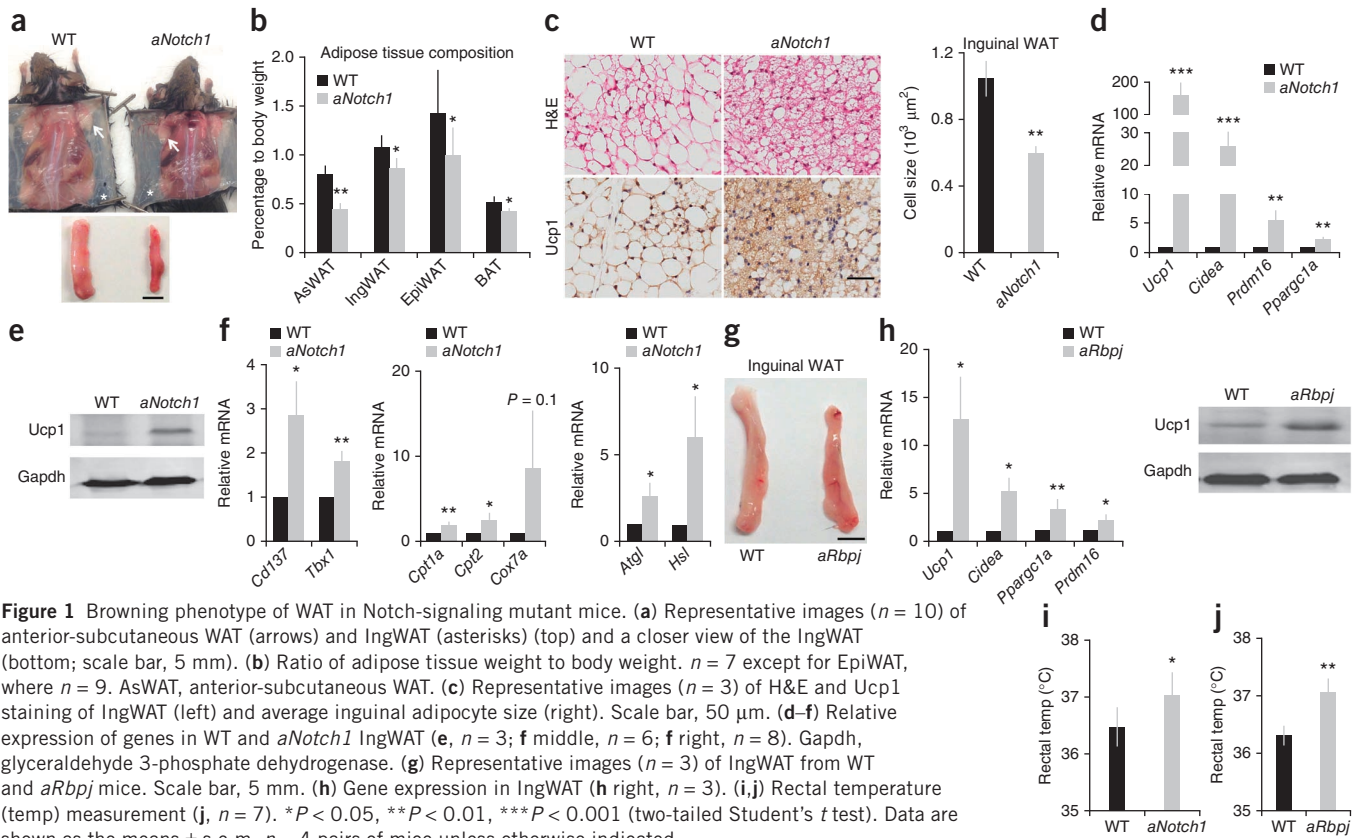 a
WT
aNotch1
*
*
b
Adipose tissue composition
WT
aNotch1
Percentage to body weight
2.0
1.5
1.0
0.5
0
**
*
*
*
AsWAT
IngWAT
EpiWAT
BAT
c
WT
aNotch1
H&E
Ucp1
Inguinal WAT
Cell size (10³ µm²)
1.2
0.8
0.4
0
**
WT
aNotch1
d
WT
aNotch1
Relative mRNA
200
100
30
20
10
5
0
***
***
**
**
Ucp1
Cidea
Prdm16
Ppargc1a
e
WT
aNotch1
Ucp1
Gapdh
f
WT
aNotch1
Relative mRNA
4
3
2
1
0
*
**
Cd137
Tbx1
WT
aNotch1
Relative mRNA
20
10
0
**
*
P = 0.1
Cpt1a
Cpt2
Cox7a
WT
aNotch1
Relative mRNA
10
5
0
*
*
Atgl
Hsl
g
Inguinal WAT
WT
aRbpj
h
WT
aRbpj
Relative mRNA
20
15
10
5
0
*
*
**
*
Ucp1
Cidea
Ppargc1a
Prdm16
WT
aRbpj
Ucp1
Gapdh
Figure 1 Browning phenotype of WAT in Notch-signaling mutant mice. (a) Representative images (n = 10) of
anterior-subcutaneous WAT (arrows) and IngWAT (asterisks) (top) and a closer view of the IngWAT
(bottom; scale bar, 5 mm). (b) Ratio of adipose tissue weight to body weight. n = 7 except for EpiWAT,
where n = 9. AsWAT, anterior-subcutaneous WAT. (c) Representative images (n = 3) of H&E and Ucp1
staining of IngWAT (left) and average inguinal adipocyte size (right). Scale bar, 50 µm. (d–f) Relative
expression of genes in WT and aNotch1 IngWAT (e, n = 3; f middle, n = 6; f right, n = 8). Gapdh,
glyceraldehyde 3-phosphate dehydrogenase. (g) Representative images (n = 3) of IngWAT from WT
and aRbpj mice. Scale bar, 5 mm. (h) Gene expression in IngWAT (h right, n = 3). (i,j) Rectal temperature
(temp) measurement (j, n = 7). *P < 0.05, **P < 0.01, ***P < 0.001 (two-tailed Student's t test). Data are
shown as the means ± s.e.m. n = 4 pairs of mice unless otherwise indicated.
i
Rectal temp (°C)
38
37
36
35
*
WT
aNotch1
j
Rectal temp (°C)
38
37
36
35
**
WT
aRbpj